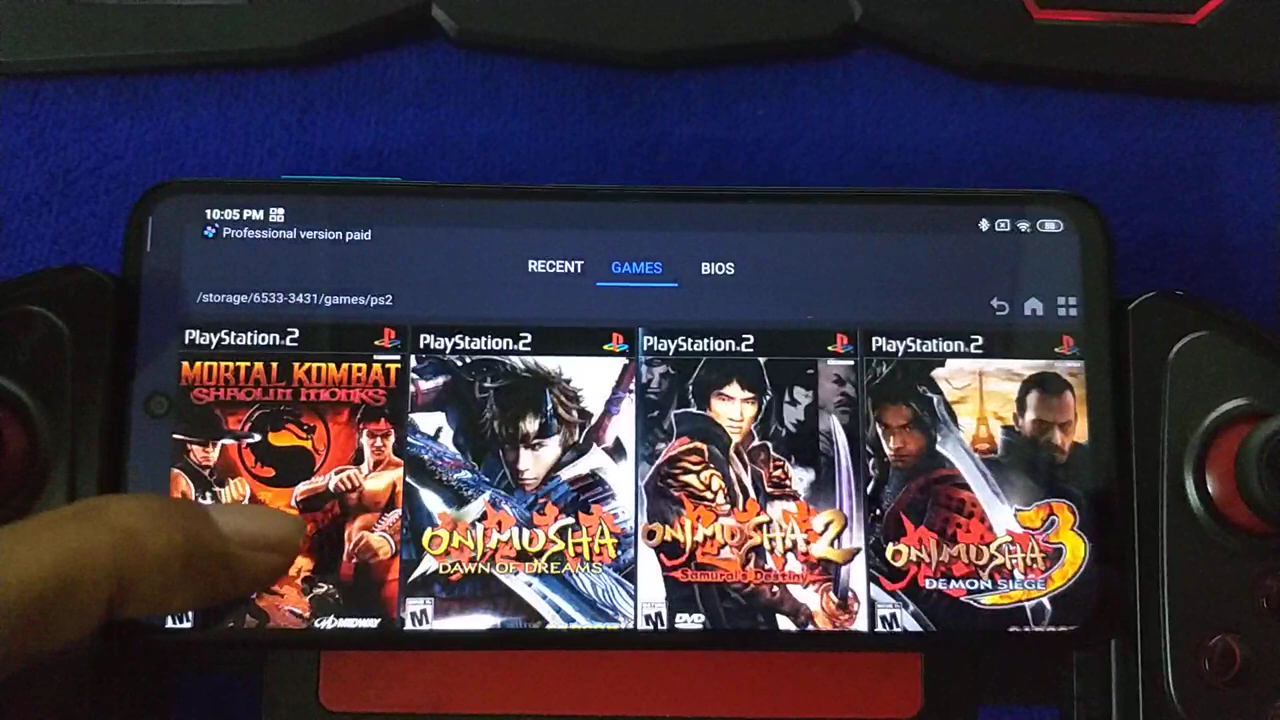 10:05 PM
88
Professional version paid
RECENT GAMES BIOS
/storage/6533-3431/games/ps2
PlayStation.2
MORTAL KOMBAT
SHAOLIN MONKS
M
MIDWAY
PlayStation.2
ONIMUSHA
DAWN OF DREAMS
M
PlayStation.2
ONIMUSHA 2
Samurai's Destiny
M
DVD
PlayStation.2
ONIMUSHA 3
DEMON SIEGE
M